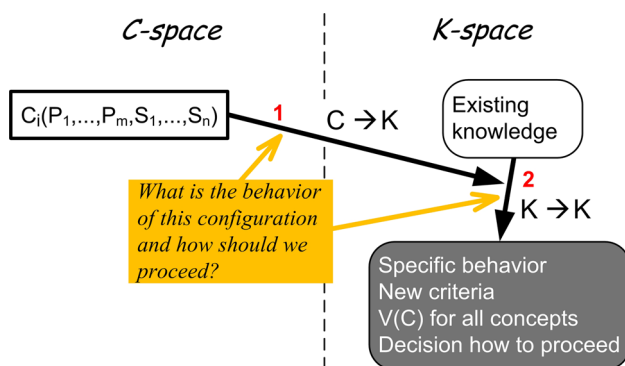 C-space
K-space
Cᵢ(P₁,...,Pₘ,S₁,...,Sₙ)
1
C → K
Existing
knowledge
2
K → K
What is the behavior
of this configuration
and how should we
proceed?
Specific behavior
New criteria
V(C) for all concepts
Decision how to proceed